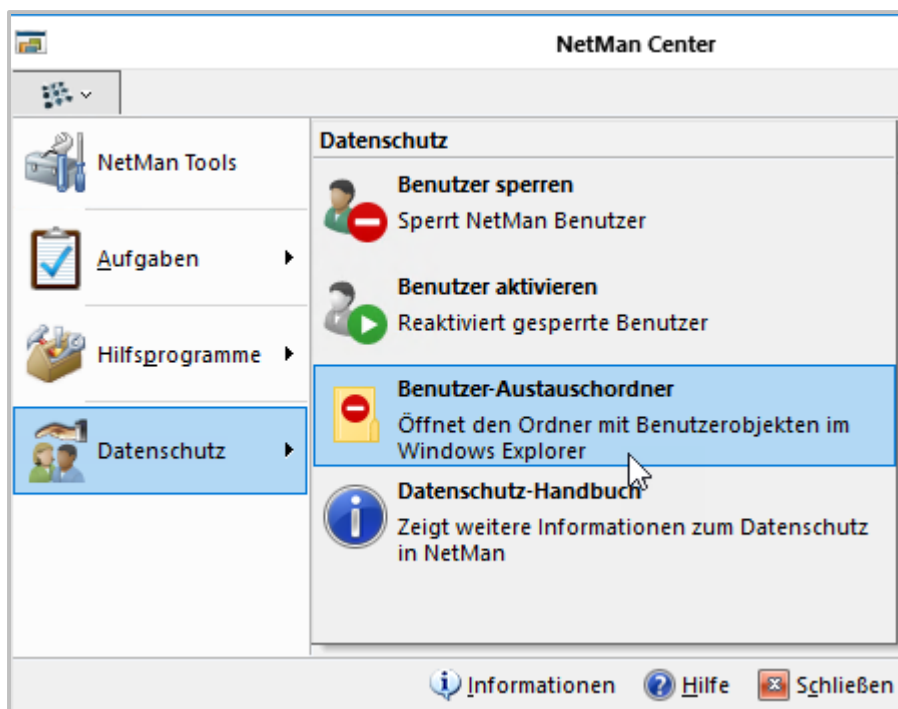 NetMan Center
NetMan Tools
Aufgaben
Hilfsprogramme
Datenschutz
Datenschutz
Benutzer sperren
Sperrt NetMan Benutzer
Benutzer aktivieren
Reaktiviert gesperrte Benutzer
Benutzer-Austauschordner
Öffnet den Ordner mit Benutzerobjekten im
Windows Explorer
Datenschutz-Handbuch
Zeigt weitere Informationen zum Datenschutz
in NetMan
Informationen
Hilfe
Schließen